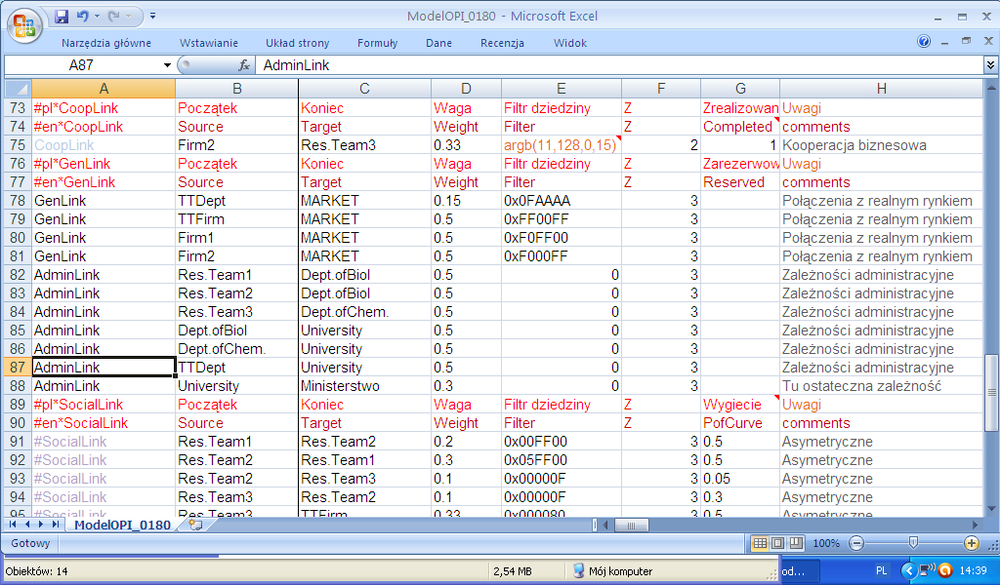 ModelOPI_0180 - Microsoft Excel
Narzędzia główne Wstawianie Układ strony Formuły Dane Recenzja Widok
A87 fx AdminLink
A B C D E F G H
73 #pl*CoopLink Początek Koniec Waga Filtr dziedziny Z Zrealizowan Uwagi
74 #en*CoopLink Source Target Weight Filter Z Completed comments
75 CoopLink Firm2 Res.Team3 0.33 argb(11,128,0,15) 2 1 Kooperacja biznesowa
76 #pl*GenLink Początek Koniec Waga Filtr dziedziny Z Zarezerwow Uwagi
77 #en*GenLink Source Target Weight Filter Z Reserved comments
78 GenLink TTDept MARKET 0.15 0x0FAAAA 3 Połączenia z realnym rynkiem
79 GenLink TTFirm MARKET 0.5 0xFF00FF 3 Połączenia z realnym rynkiem
80 GenLink Firm1 MARKET 0.5 0xF0FF00 3 Połączenia z realnym rynkiem
81 GenLink Firm2 MARKET 0.5 0xF000FF 3 Połączenia z realnym rynkiem
82 AdminLink Res.Team1 Dept.ofBiol 0.5 0 3 Zależności administracyjne
83 AdminLink Res.Team2 Dept.ofBiol 0.5 0 3 Zależności administracyjne
84 AdminLink Res.Team3 Dept.ofChem. 0.5 0 3 Zależności administracyjne
85 AdminLink Dept.ofBiol University 0.5 0 3 Zależności administracyjne
86 AdminLink Dept.ofChem. University 0.5 0 3 Zależności administracyjne
87 AdminLink TTDept University 0.5 0 3 Zależności administracyjne
88 AdminLink University Ministerstwo 0.3 0 3 Tu ostateczna zależność
89 #pl*SocialLink Początek Koniec Waga Filtr dziedziny Z Wygiecie Uwagi
90 #en*SocialLink Source Target Weight Filter Z PofCurve comments
91 #SocialLink Res.Team1 Res.Team2 0.2 0x00FF00 3 0.5 Asymetryczne
92 #SocialLink Res.Team2 Res.Team1 0.3 0x05FF00 3 0.5 Asymetryczne
93 #SocialLink Res.Team2 Res.Team3 0.1 0x00000F 3 0.05 Asymetryczne
94 #SocialLink Res.Team3 Res.Team2 0.1 0x00000F 3 0.3 Asymetryczne
95 #SocialLink Res.Team3 TTFirm 0.33 0x000080 3 0.5 Asymetryczne
ModelOPI_0180
Gotowy 100%
Obiektów: 14 2,54 MB Mój komputer od... PL 14:39